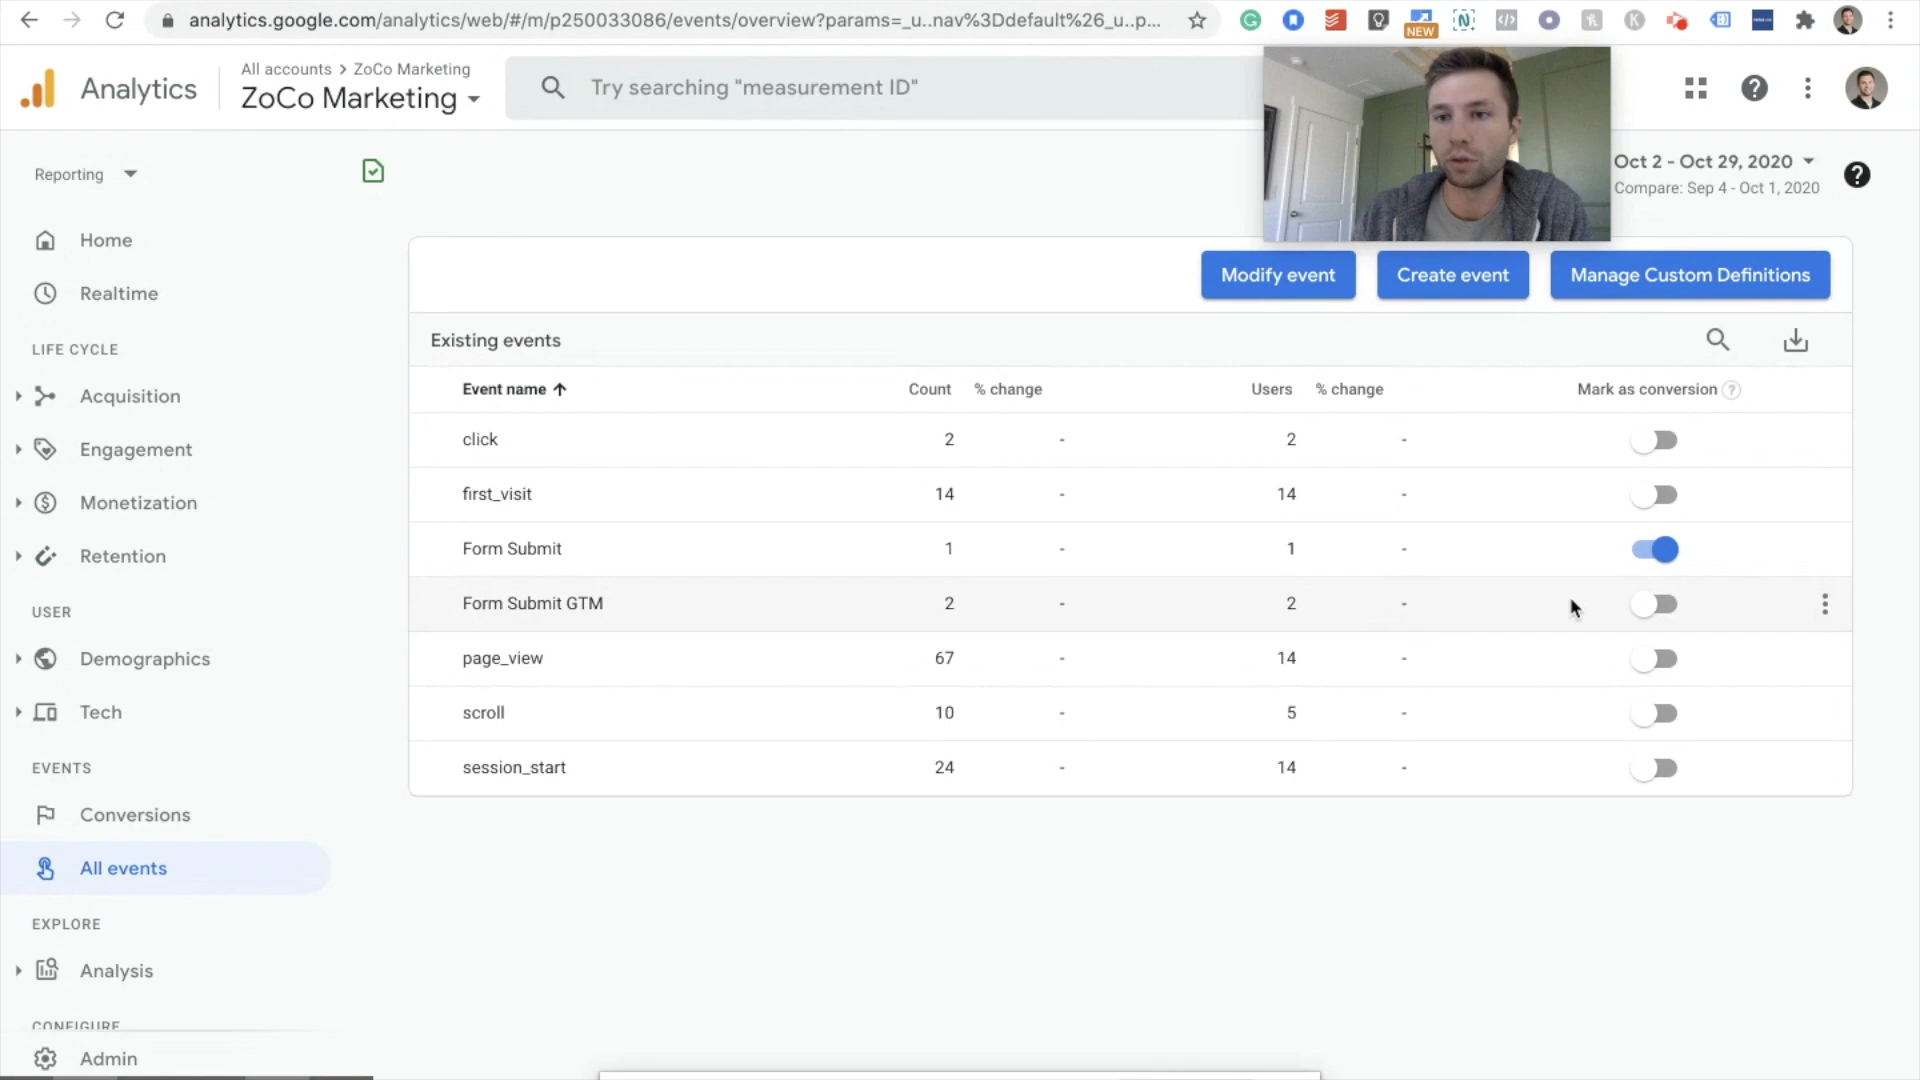 analytics.google.com/analytics/web/#/m/p250033086/events/overview?params=_u..nav%3Ddefault%26_u..p...
NEW
Analytics
All accounts > ZoCo Marketing
ZoCo Marketing
Try searching "measurement ID"
Reporting
Oct 2 - Oct 29, 2020
Compare: Sep 4 - Oct 1, 2020
Home
Realtime
LIFE CYCLE
Acquisition
Engagement
Monetization
Retention
USER
Demographics
Tech
EVENTS
Conversions
All events
EXPLORE
Analysis
CONFIGURE
Admin
Modify event
Create event
Manage Custom Definitions
Existing events
Event name Count % change Users % change Mark as conversion ?
click 2 - 2 -
first_visit 14 - 14 -
Form Submit 1 - 1 -
Form Submit GTM 2 - 2 -
page_view 67 - 14 -
scroll 10 - 5 -
session_start 24 - 14 -